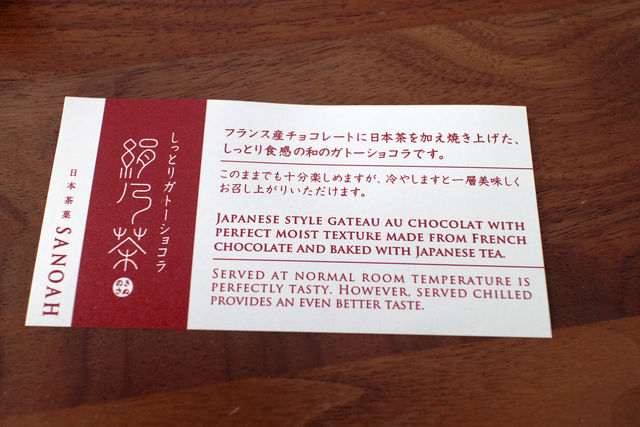 日本茶菓 SANOAH
しっとりガトーショコラ
絹乃茶
きぬ
のさ
フランス産チョコレートに日本茶を加え焼き上げた、
しっとり食感の和のガトーショコラです。
このままでも十分楽しめますが、冷やしますと一層美味しく
お召し上がりいただけます。
JAPANESE STYLE GATEAU AU CHOCOLAT WITH
PERFECT MOIST TEXTURE MADE FROM FRENCH
CHOCOLATE AND BAKED WITH JAPANESE TEA.
SERVED AT NORMAL ROOM TEMPERATURE IS
PERFECTLY TASTY. HOWEVER, SERVED CHILLED
PROVIDES AN EVEN BETTER TASTE.